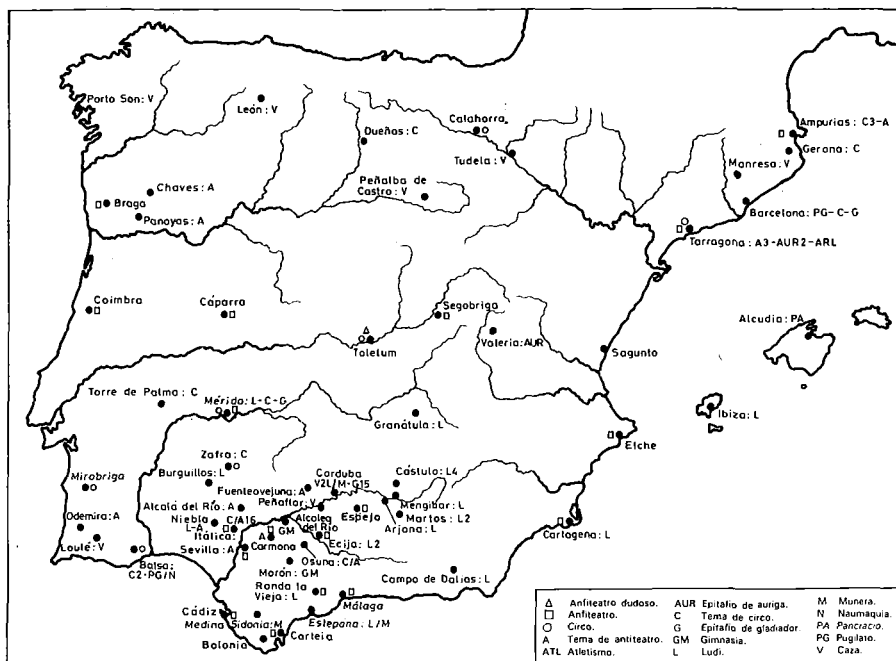 Porto Son: V
León: V
Dueñas C
Calahorra
Tudela: V
Ampurias: C3-A
Gerona: C
Manresa: V
Peñalba de
Castro: V
Chaves: A
Braga
Panoyas: A
Barcelona: PG-C-G
Tarragona: A3-AUR2-ARL
Coimbra
Cáparra
Segobriga
Toletum
Valeria: AUR
Sagunto
Alcudia: PA
Ibiza: L
Torre de Palma: C
Mérida: L-C-G
Granátula: L
Elche
Zafra: C
Burguillos: L
Corduba
V2L/M-G15
Cástulo: L4
Mirobriga
Fuenteovejuna: A
Peñaflor: V
Mengibar: L
Alcalá del Río: A
Martos: L2
Odemira: A
Niebla
L-A
C/A16
Itálica
GM
Alcolea
del Río
Espejo
Arjona: L
Cartagena: L
Loulé: V
Sevilla: A
A
Carmona
Ecija: L2
Balsa:
C2-PG/N
Osuna: C/A
Morón: GM
Campo de Dalias: L
Ronda la
Vieja: L
Málaga
Cádiz
Medina
Sidonia: M
Estepona: L/M
Carteia
Bolonia
Anfiteatro dudoso.
Anfiteatro.
Circo.
A Tema de antiteatro.
ATL Atletismo.
AUR Epitafio de auriga.
C Tema de circo.
G Epitafio de gladiador.
GM Gimnasia.
L Ludi.
M Munera.
N Naumaquia.
PA Pancracio.
PG Pugilato.
V Caza.